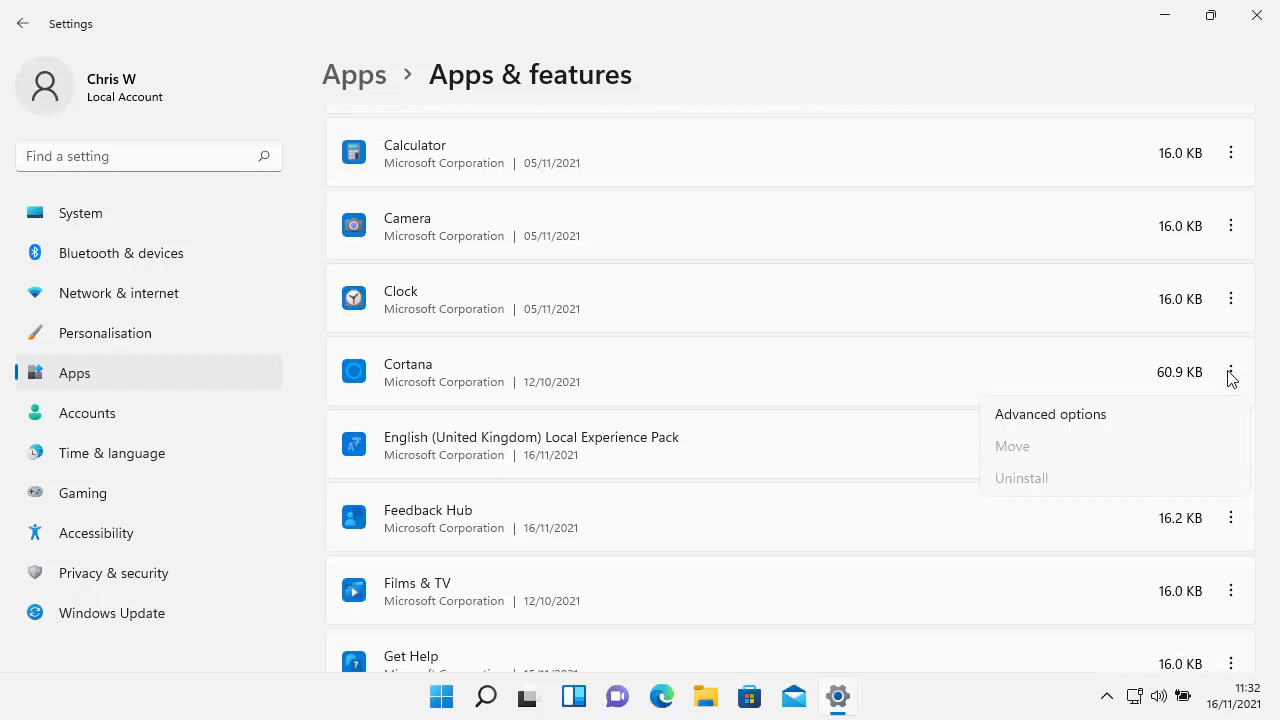 Settings
Chris W
Local Account
Find a setting
System
Bluetooth & devices
Network & internet
Personalisation
Apps
Accounts
Time & language
Gaming
Accessibility
Privacy & security
Windows Update
Apps > Apps & features
Calculator
Microsoft Corporation | 05/11/2021
16.0 KB
Camera
Microsoft Corporation | 05/11/2021
16.0 KB
Clock
Microsoft Corporation | 05/11/2021
16.0 KB
Cortana
Microsoft Corporation | 12/10/2021
60.9 KB
Advanced options
Move
Uninstall
English (United Kingdom) Local Experience Pack
Microsoft Corporation | 16/11/2021
Feedback Hub
Microsoft Corporation | 16/11/2021
16.2 KB
Films & TV
Microsoft Corporation | 12/10/2021
16.0 KB
Get Help
16.0 KB
11:32
16/11/2021